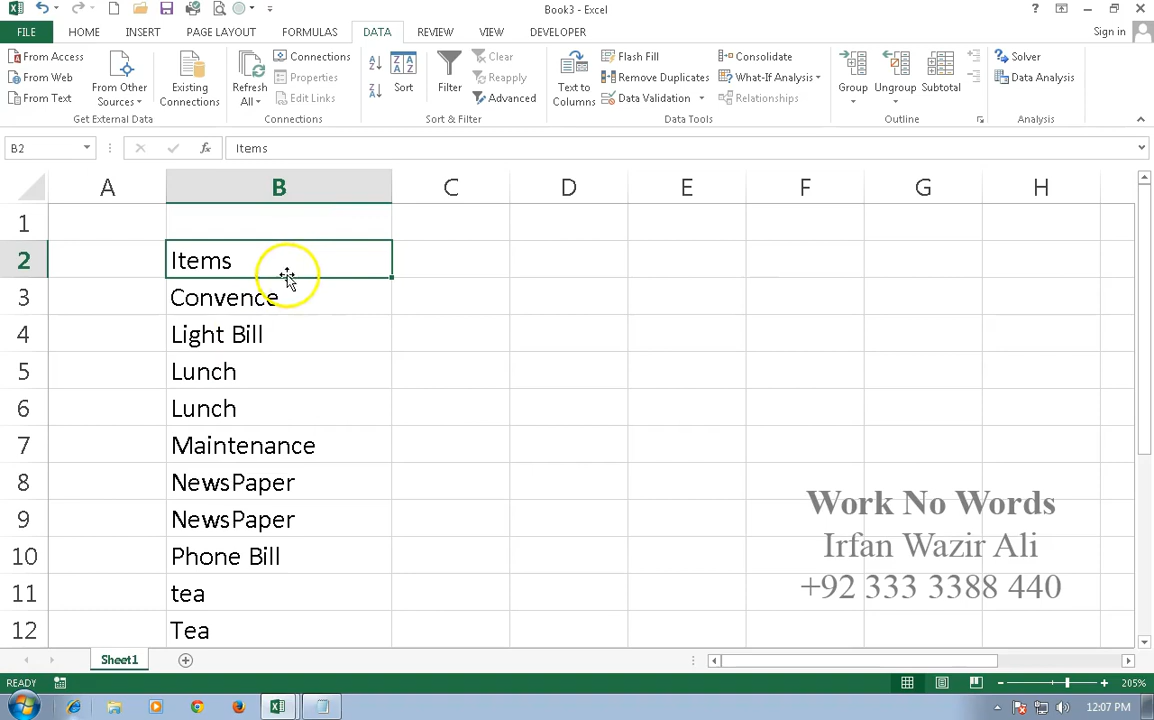 Book3 - Excel
?
FILE HOME INSERT PAGE LAYOUT FORMULAS DATA REVIEW VIEW DEVELOPER Sign in
From Access
From Web
From Text
From Other Sources
Existing Connections
Get External Data
Refresh All
Connections
Properties
Edit Links
Connections
Sort
Filter
Clear
Reapply
Advanced
Sort & Filter
Text to Columns
Flash Fill
Remove Duplicates
Data Validation
Consolidate
What-If Analysis
Relationships
Data Tools
Group
Ungroup
Subtotal
Outline
Solver
Data Analysis
Analysis
B2 fx Items
A B C D E F G H
1
2 Items
3 Convence
4 Light Bill
5 Lunch
6 Lunch
7 Maintenance
8 NewsPaper
9 NewsPaper
10 Phone Bill
11 tea
12 Tea
Work No Words
Irfan Wazir Ali
+92 333 3388 440
Sheet1
READY 205%
12:07 PM